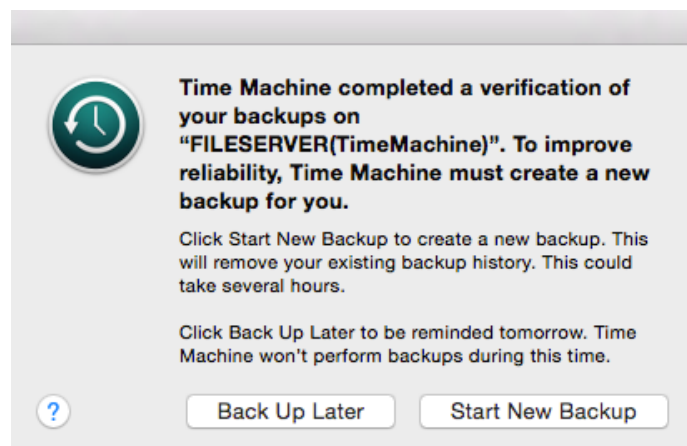 Time Machine completed a verification of
your backups on
“FILESERVER(TimeMachine)”. To improve
reliability, Time Machine must create a new
backup for you.
Click Start New Backup to create a new backup. This
will remove your existing backup history. This could
take several hours.
Click Back Up Later to be reminded tomorrow. Time
Machine won’t perform backups during this time.
? Back Up Later Start New Backup